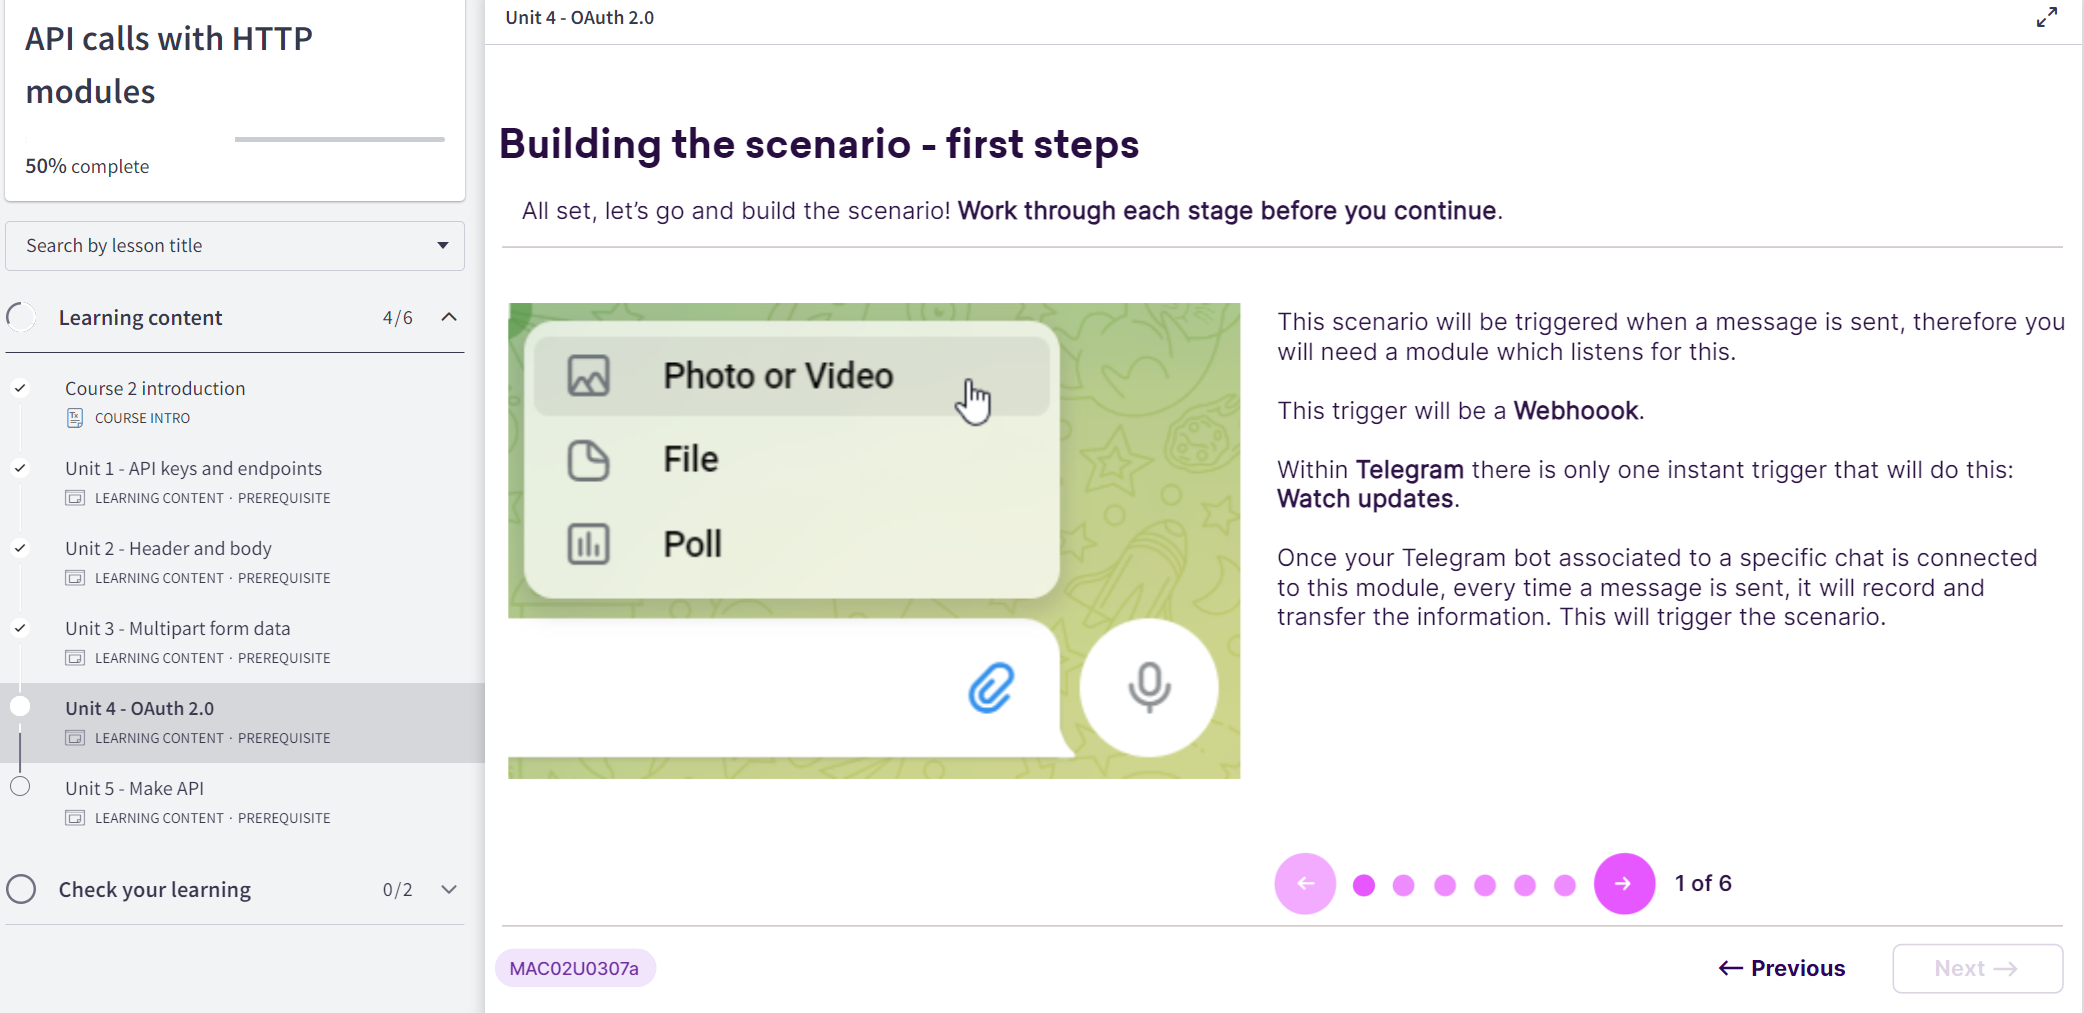 API calls with HTTP
modules
50% complete
Search by lesson title
Learning content 4/6
Course 2 introduction
COURSE INTRO
Unit 1 - API keys and endpoints
LEARNING CONTENT · PREREQUISITE
Unit 2 - Header and body
LEARNING CONTENT · PREREQUISITE
Unit 3 - Multipart form data
LEARNING CONTENT · PREREQUISITE
Unit 4 - OAuth 2.0
LEARNING CONTENT · PREREQUISITE
Unit 5 - Make API
LEARNING CONTENT · PREREQUISITE
Check your learning 0/2
Unit 4 - OAuth 2.0
Building the scenario - first steps
All set, let’s go and build the scenario! Work through each stage before you continue.
Photo or Video
File
Poll
This scenario will be triggered when a message is sent, therefore you
will need a module which listens for this.
This trigger will be a Webhoook.
Within Telegram there is only one instant trigger that will do this:
Watch updates.
Once your Telegram bot associated to a specific chat is connected
to this module, every time a message is sent, it will record and
transfer the information. This will trigger the scenario.
← → 1 of 6
MAC02U0307a
← Previous
Next →